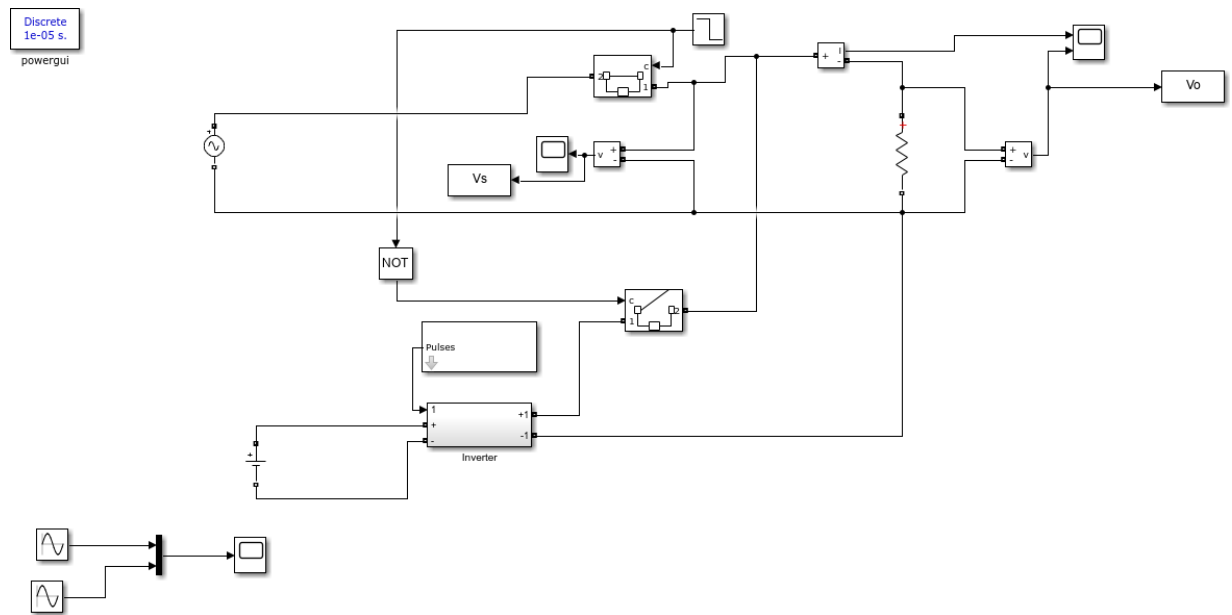 Discrete
1e-05 s.
powergui
c
2
1
+
I
-
Vo
+
v
+
-
Vs
+
+
v
-
NOT
c
1
2
Pulses
1
+
-
+1
-1
Inverter
+